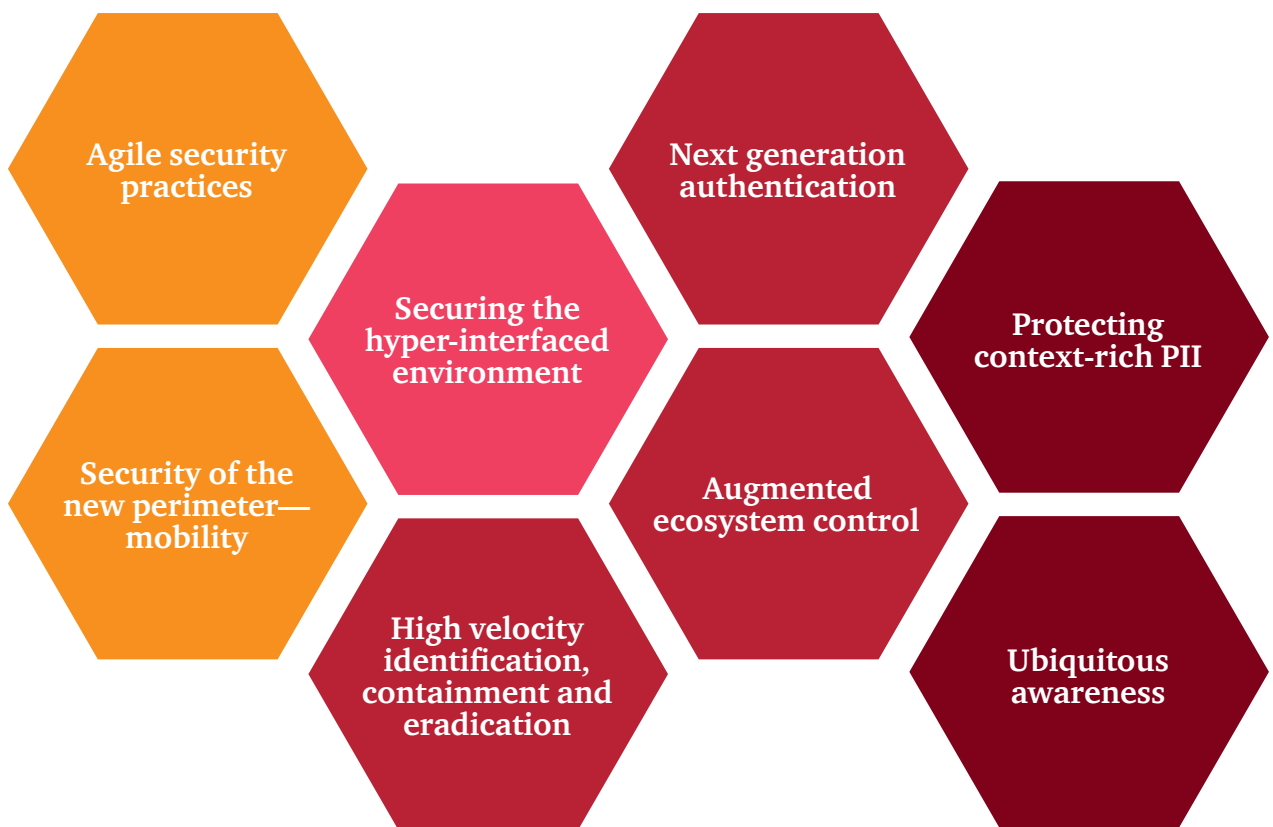 Agile security
practices
Next generation
authentication
Securing the
hyper-interfaced
environment
Protecting
context-rich PII
Security of the
new perimeter—
mobility
Augmented
ecosystem control
High velocity
identification,
containment and
eradication
Ubiquitous
awareness